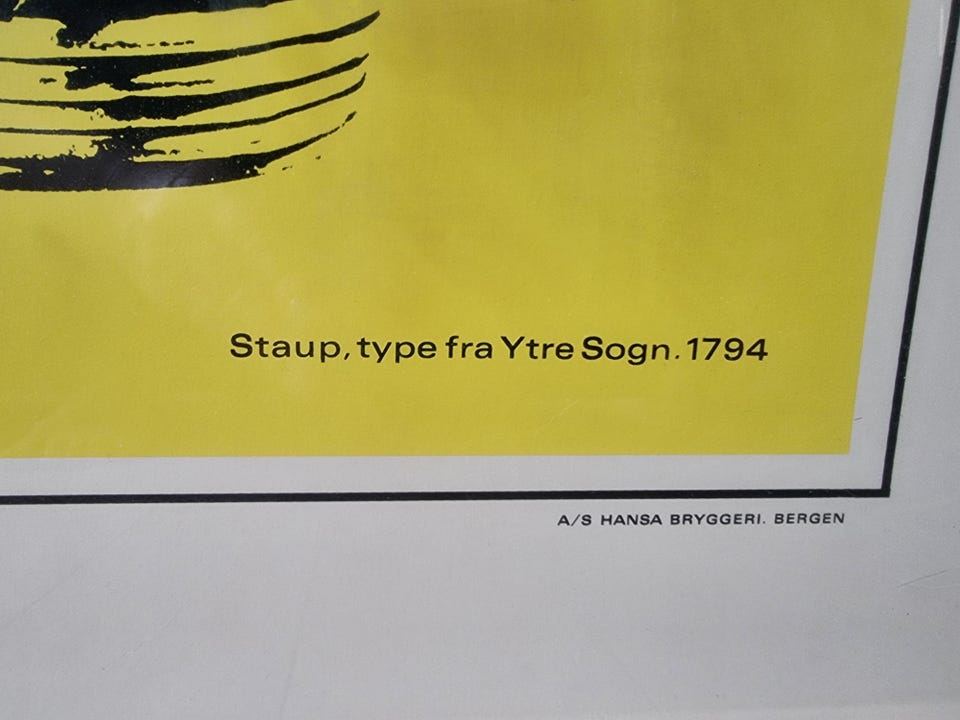 Staup, type fra Ytre Sogn. 1794
A/S HANSA BRYGGERI. BERGEN